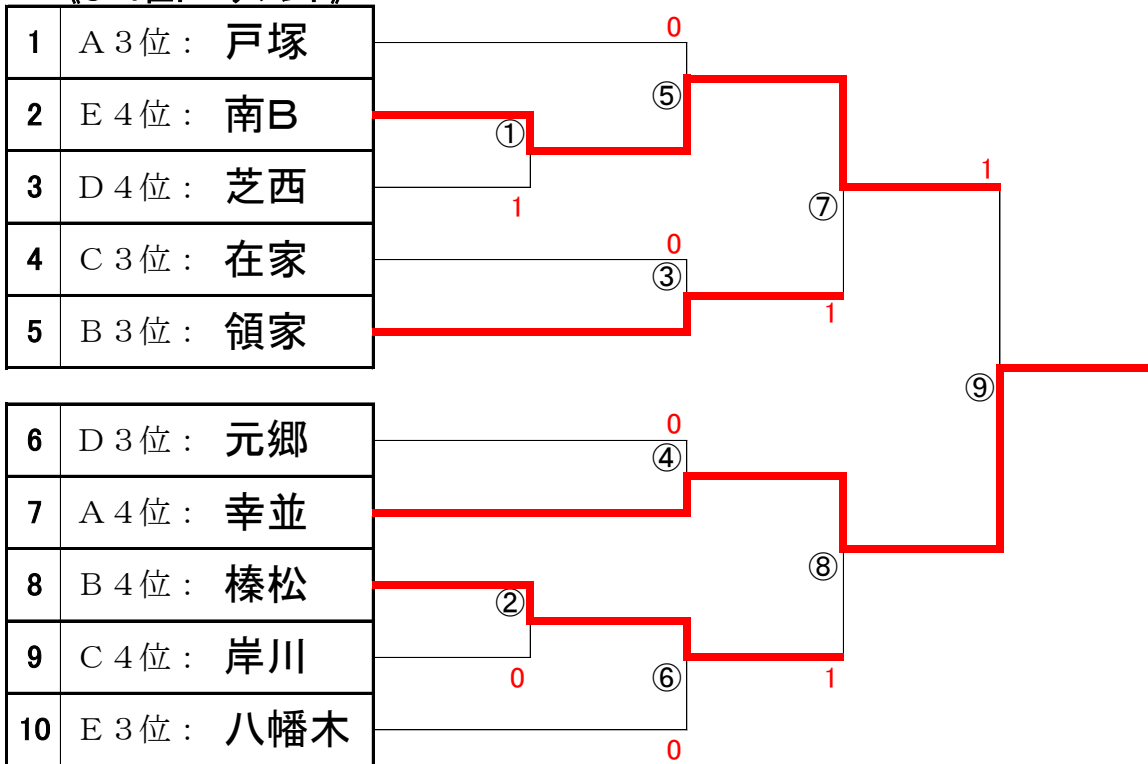 1 A3位： 戸塚
2 E4位： 南B
3 D4位： 芝西
4 C3位： 在家
5 B3位： 領家
6 D3位： 元郷
7 A4位： 幸並
8 B4位： 榛松
9 C4位： 岸川
10 E3位： 八幡木
0
⑤
①
1
⑦
1
0
③
1
⑨
0
④
⑧
②
0
⑥
1
0